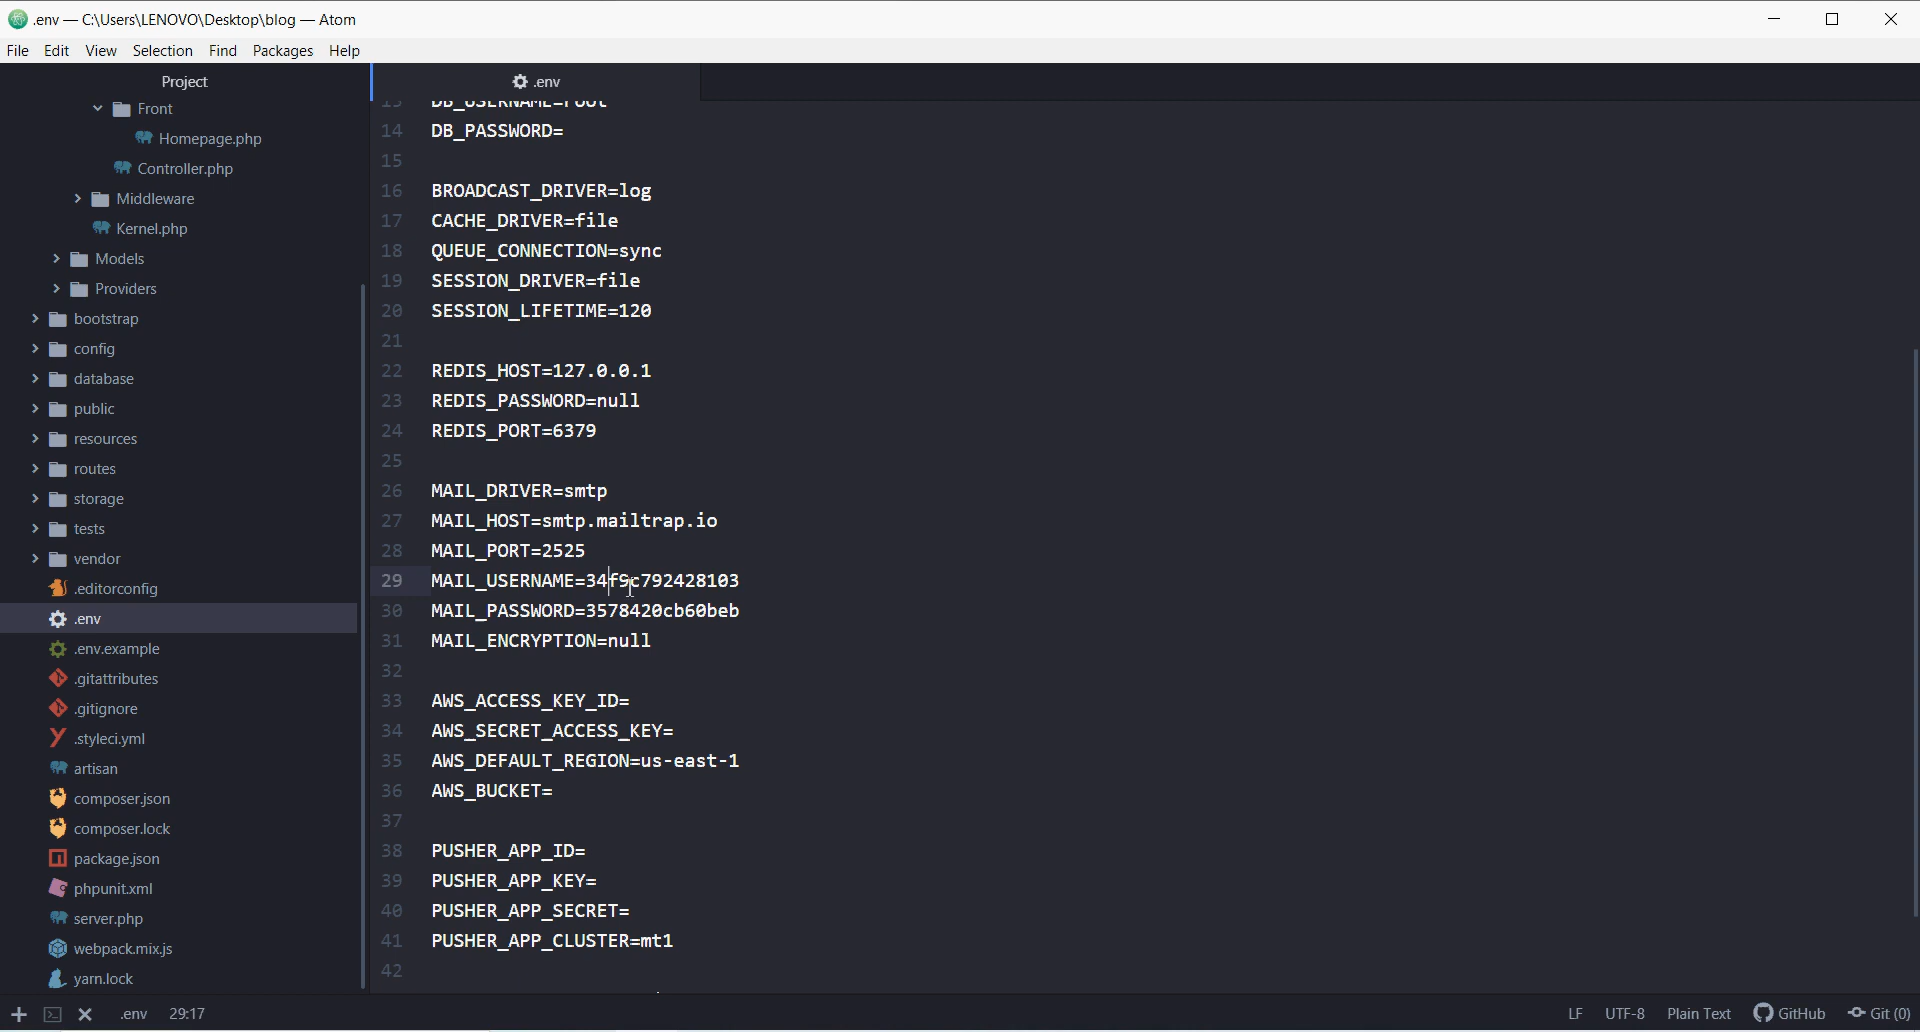 .env — C:\Users\LENOVO\Desktop\blog — Atom
File Edit View Selection Find Packages Help
Project
Front
Homepage.php
Controller.php
Middleware
Kernel.php
Models
Providers
bootstrap
config
database
public
resources
routes
storage
tests
vendor
.editorconfig
.env
.env.example
.gitattributes
.gitignore
.styleci.yml
artisan
composer.json
composer.lock
package.json
phpunit.xml
server.php
webpack.mix.js
yarn.lock
.env
13 DB_USERNAME=root
14 DB_PASSWORD=
15
16 BROADCAST_DRIVER=log
17 CACHE_DRIVER=file
18 QUEUE_CONNECTION=sync
19 SESSION_DRIVER=file
20 SESSION_LIFETIME=120
21
22 REDIS_HOST=127.0.0.1
23 REDIS_PASSWORD=null
24 REDIS_PORT=6379
25
26 MAIL_DRIVER=smtp
27 MAIL_HOST=smtp.mailtrap.io
28 MAIL_PORT=2525
29 MAIL_USERNAME=34f9c792428103
30 MAIL_PASSWORD=3578420cb60beb
31 MAIL_ENCRYPTION=null
32
33 AWS_ACCESS_KEY_ID=
34 AWS_SECRET_ACCESS_KEY=
35 AWS_DEFAULT_REGION=us-east-1
36 AWS_BUCKET=
37
38 PUSHER_APP_ID=
39 PUSHER_APP_KEY=
40 PUSHER_APP_SECRET=
41 PUSHER_APP_CLUSTER=mt1
42
.env 29:17 LF UTF-8 Plain Text GitHub Git (0)